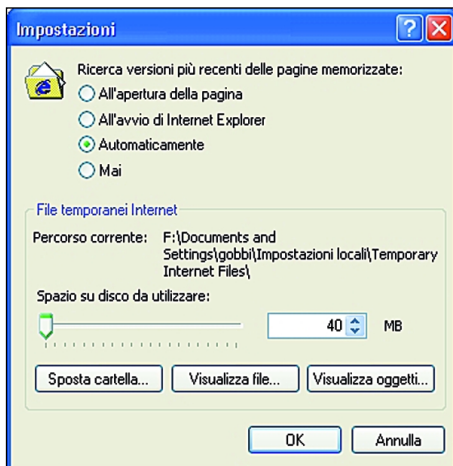 Impostazioni
Ricerca versioni più recenti delle pagine memorizzate:
All'apertura della pagina
All'avvio di Internet Explorer
Automaticamente
Mai
File temporanei Internet
Percorso corrente: F:\Documents and
Settings\gobbi\Impostazioni locali\Temporary
Internet Files\
Spazio su disco da utilizzare:
40 MB
Sposta cartella... Visualizza file... Visualizza oggetti...
OK Annulla